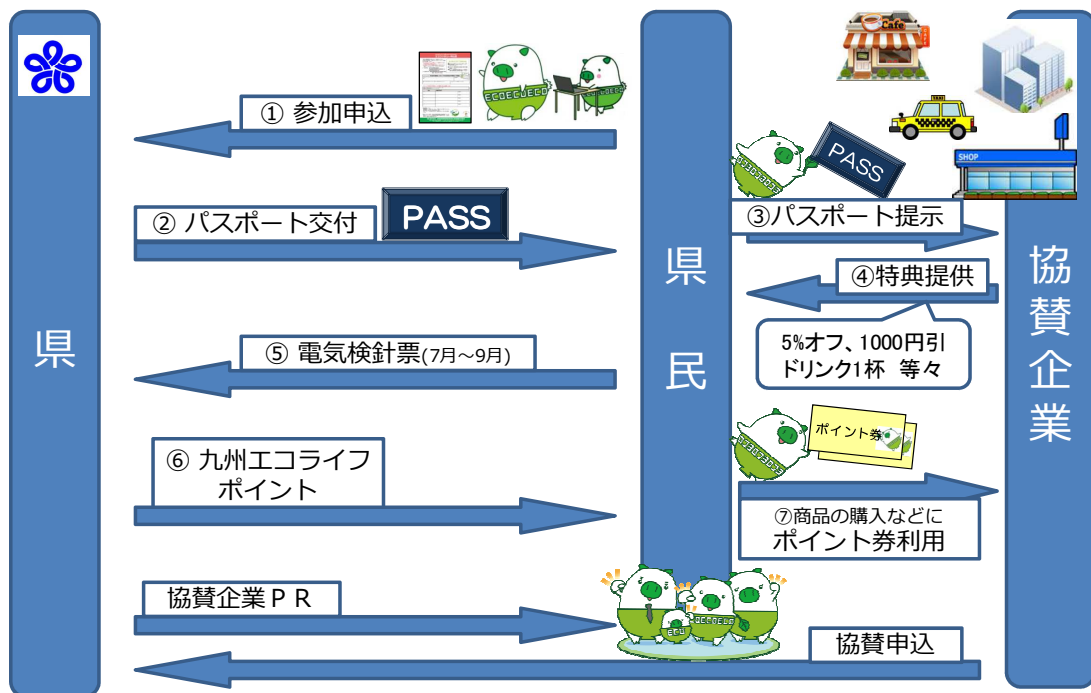 県
県民
協賛企業
① 参加申込
ECOECOECO
② パスポート交付
PASS
PASS
Cafe
TAXI
SHOP
③パスポート提示
④特典提供
5%オフ、1000円引
ドリンク1杯 等々
⑤ 電気検針票(7月～9月)
⑥ 九州エコライフ
ポイント
ポイント券
⑦商品の購入などに
ポイント券利用
協賛企業ＰＲ
ECO
協賛申込